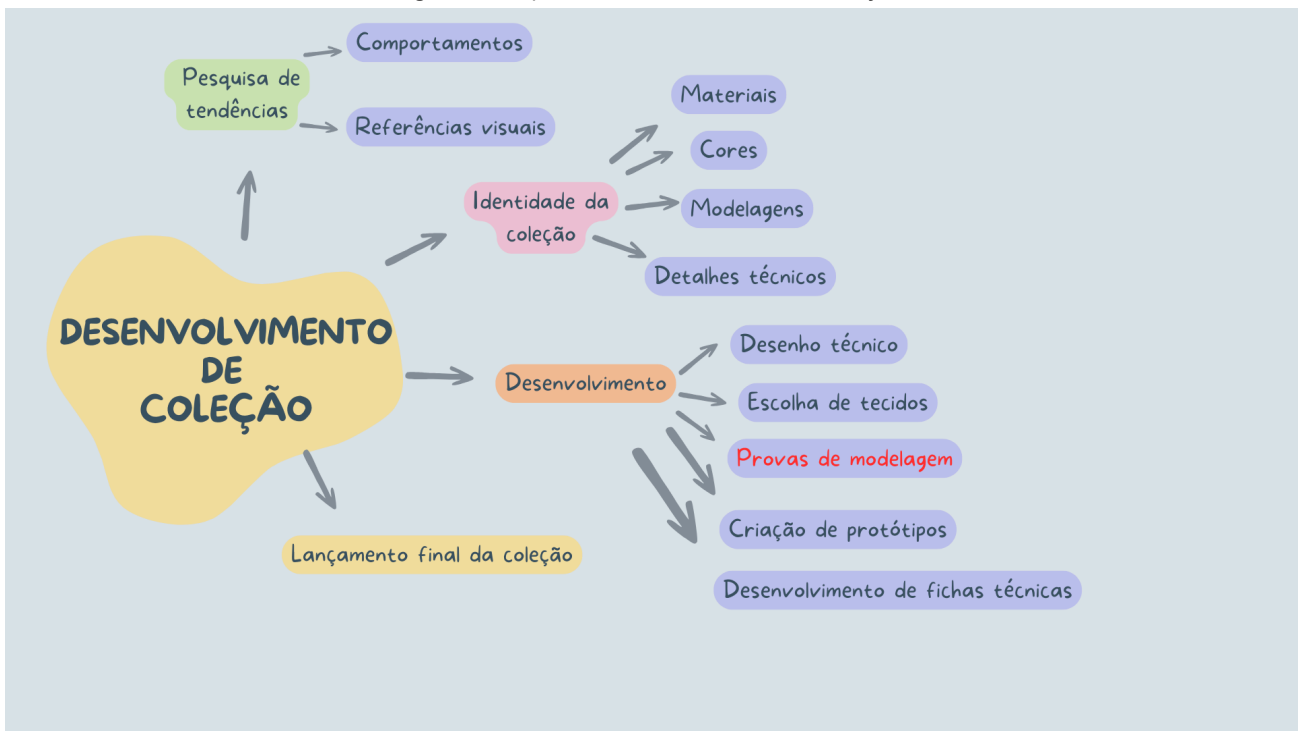 Comportamentos
Pesquisa de
tendências
Referências visuais
Materiais
Cores
Identidade da
coleção
Modelagens
Detalhes técnicos
DESENVOLVIMENTO
DE
COLEÇÃO
Desenvolvimento
Desenho técnico
Escolha de tecidos
Provas de modelagem
Criação de protótipos
Desenvolvimento de fichas técnicas
Lançamento final da coleção